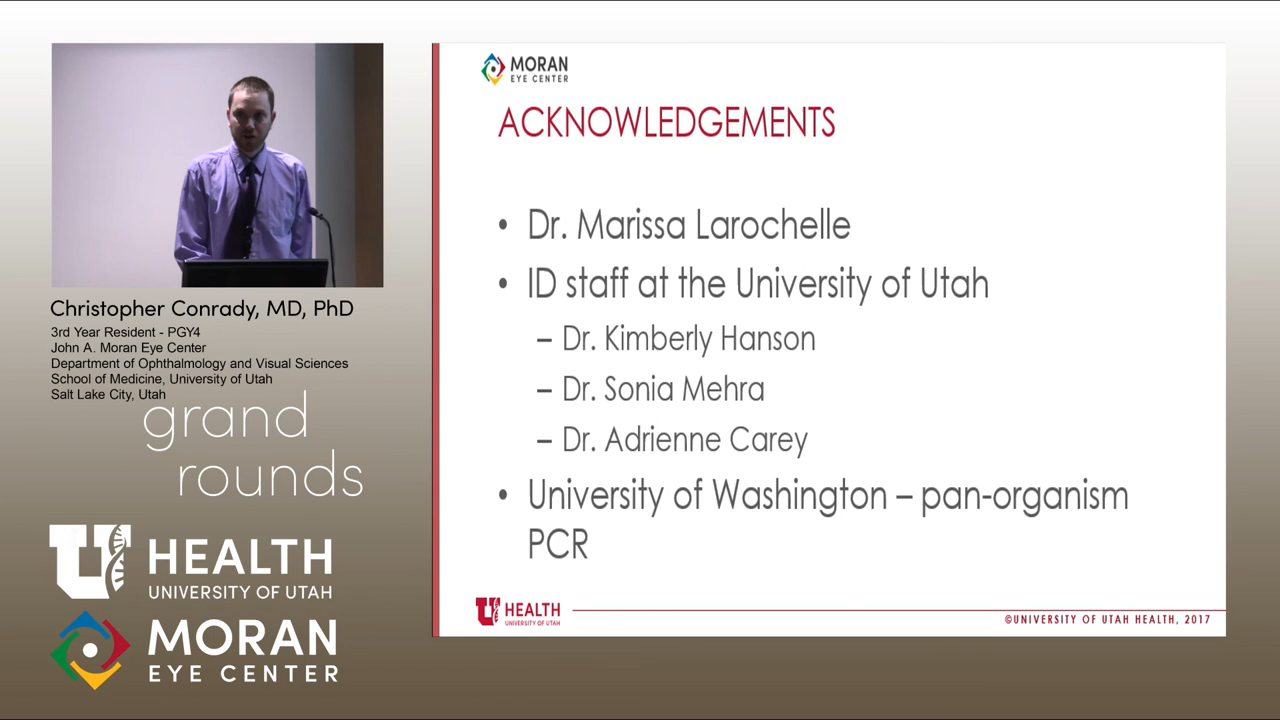 Christopher Conrady, MD, PhD
3rd Year Resident - PGY4
John A. Moran Eye Center
Department of Ophthalmology and Visual Sciences
School of Medicine, University of Utah
Salt Lake City, Utah
grand
rounds
U HEALTH
UNIVERSITY OF UTAH
MORAN
EYE CENTER
MORAN
EYE CENTER
ACKNOWLEDGEMENTS
• Dr. Marissa Larochelle
• ID staff at the University of Utah
– Dr. Kimberly Hanson
– Dr. Sonia Mehra
– Dr. Adrienne Carey
• University of Washington – pan-organism
PCR
U HEALTH
UNIVERSITY OF UTAH
©UNIVERSITY OF UTAH HEALTH, 2017